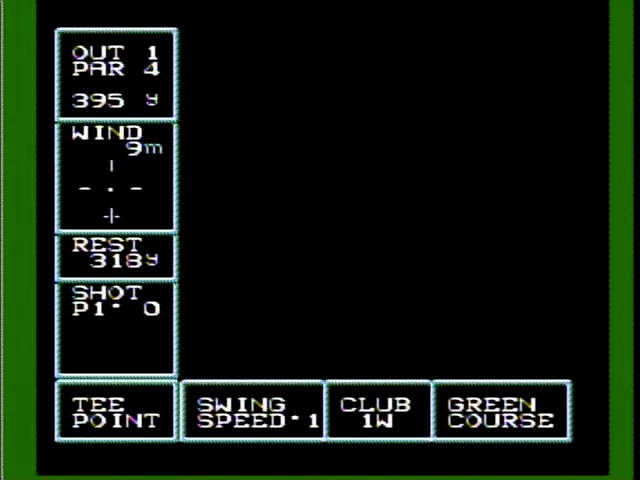 OUT 1
PAR 4
395 y
WIND
9m
REST
318y
SHOT
P1· 0
TEE
POINT
SWING
SPEED·1
CLUB
1W
GREEN
COURSE